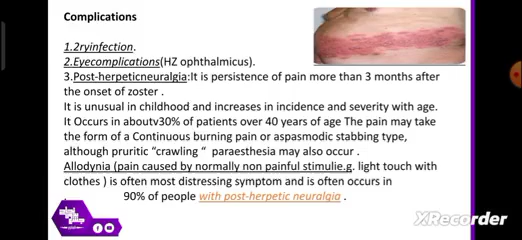 Complications
1.2ryinfection.
2.Eyecomplications(HZ ophthalmicus).
3.Post-herpeticneuralgia:It is persistence of pain more than 3 months after
the onset of zoster .
It is unusual in childhood and increases in incidence and severity with age.
It Occurs in aboutv30% of patients over 40 years of age The pain may take
the form of a Continuous burning pain or aspasmodic stabbing type,
although pruritic “crawling “ paraesthesia may also occur .
Allodynia (pain caused by normally non painful stimulie.g. light touch with
clothes ) is often most distressing symptom and is often occurs in
90% of people with post-herpetic neuralgia .
XRecorder